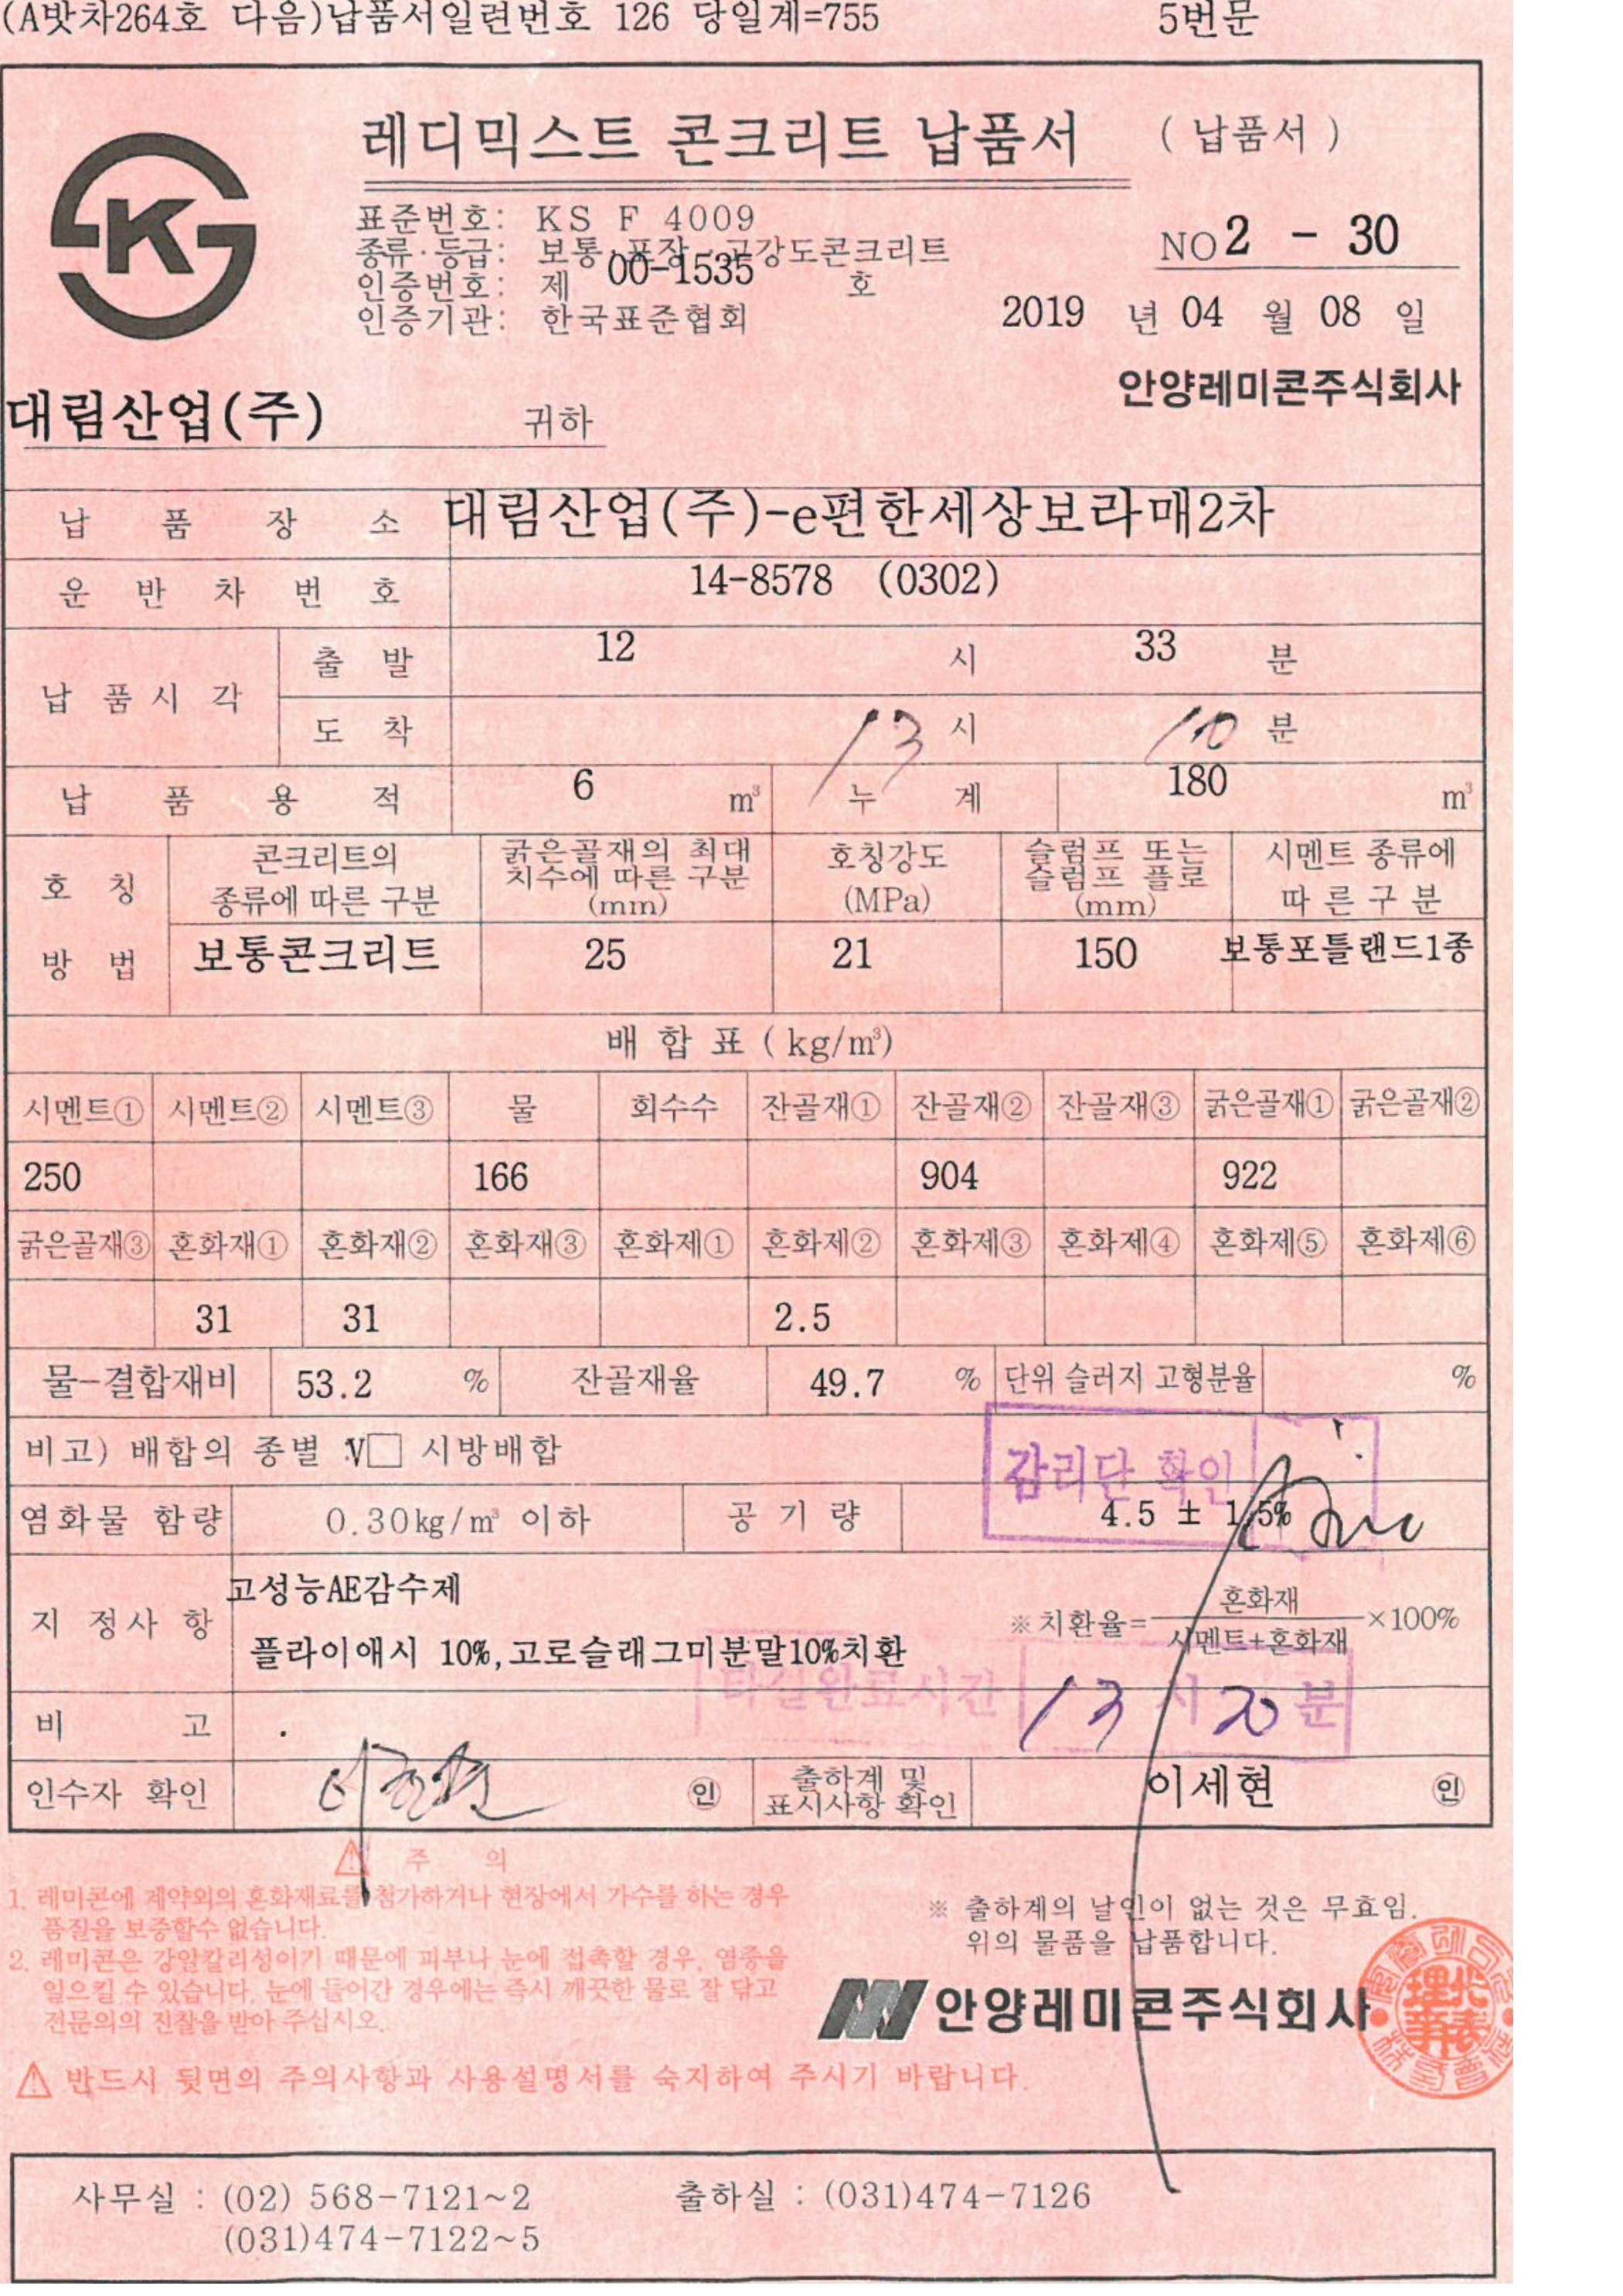 (A밧차264호 다음)납품서일련번호 126 당일계=755 5번문
레디믹스트 콘크리트 납품서 (납품서)
표준번호: KS F 4009
종류·등급: 보통·포장·고강도콘크리트
인증번호: 제 00-1535 호
인증기관: 한국표준협회
NO 2 - 30
2019 년 04 월 08 일
안양레미콘주식회사
대림산업(주) 귀하
납 품 장 소 대림산업(주)-e편한세상보라매2차
운 반 차 번 호 14-8578 (0302)
납 품 시 각 출 발 12 시 33 분
도 착 13 시 10 분
납 품 용 적 6 m³ 누 계 180 m³
호 칭 방 법
콘크리트의 종류에 따른 구분 굵은골재의 최대 치수에 따른 구분 (mm) 호칭강도 (MPa) 슬럼프 또는 슬럼프 플로 (mm) 시멘트 종류에 따 른 구 분
보통콘크리트 25 21 150 보통포틀랜드1종
배 합 표 ( kg/m³)
시멘트① 시멘트② 시멘트③ 물 회수수 잔골재① 잔골재② 잔골재③ 굵은골재① 굵은골재②
250 166 904 922
굵은골재③ 혼화재① 혼화재② 혼화재③ 혼화제① 혼화제② 혼화제③ 혼화제④ 혼화제⑤ 혼화제⑥
31 31 2.5
물-결합재비 53.2 % 잔골재율 49.7 % 단위 슬러지 고형분율 %
비고) 배합의 종별 :V□ 시방배합
감리단 확인
염화물 함량 0.30kg/m³ 이하 공 기 량 4.5 ± 1.5%
지 정 사 항 고성능AE감수제
플라이애시 10%,고로슬래그미분말10%치환
※치환율= 혼화재 / 시멘트+혼화재 ×100%
타설완료시간 13 시 20 분
비 고 .
인수자 확인 인 출하계 및 표시사항 확인 이세현 인
주 의
1. 레미콘에 계약외의 혼화재료를 첨가하거나 현장에서 가수를 하는 경우
품질을 보증할수 없습니다.
2. 레미콘은 강알칼리성이기 때문에 피부나 눈에 접촉할 경우, 염증을
일으킬 수 있습니다. 눈에 들어간 경우에는 즉시 깨끗한 물로 잘 닦고
전문의의 진찰을 받아 주십시오.
※ 출하계의 날인이 없는 것은 무효임.
위의 물품을 납품합니다.
안양레미콘주식회사
반드시 뒷면의 주의사항과 사용설명서를 숙지하여 주시기 바랍니다.
사무실 : (02) 568-7121~2 출하실 : (031)474-7126
(031)474-7122~5